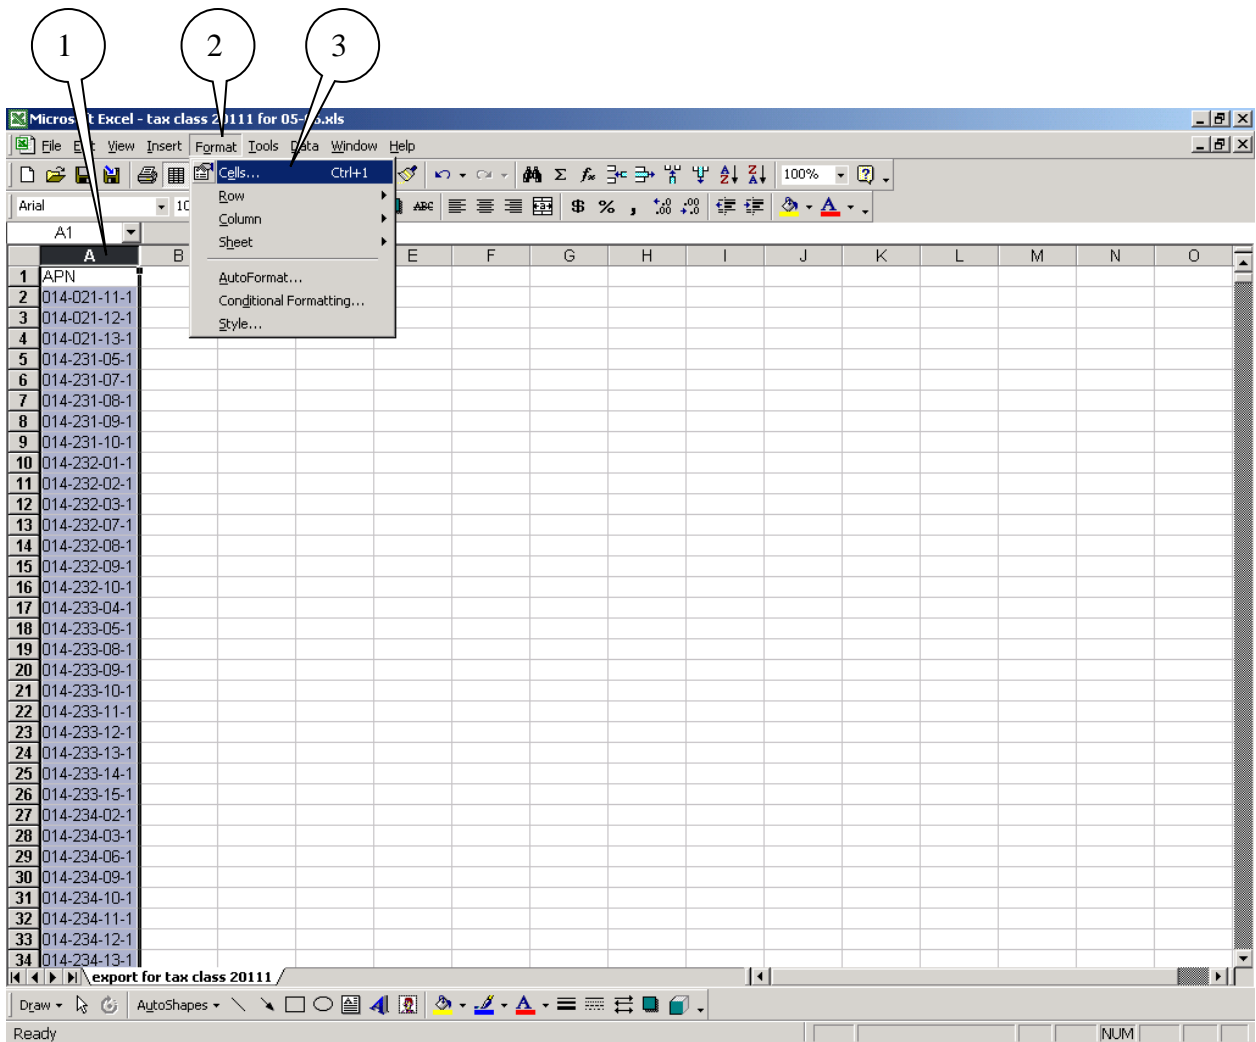 1 2 3
Microsoft Excel - tax class 20111 for 05-06.xls
File Edit View Insert Format Tools Data Window Help
Cells... Ctrl+1
100%
Row
Arial 10
ABC $ % ,
Column
A1
Sheet
A B E F G H I J K L M N O
AutoFormat...
Conditional Formatting...
Style...
1 APN
2 014-021-11-1
3 014-021-12-1
4 014-021-13-1
5 014-231-05-1
6 014-231-07-1
7 014-231-08-1
8 014-231-09-1
9 014-231-10-1
10 014-232-01-1
11 014-232-02-1
12 014-232-03-1
13 014-232-07-1
14 014-232-08-1
15 014-232-09-1
16 014-232-10-1
17 014-233-04-1
18 014-233-05-1
19 014-233-08-1
20 014-233-09-1
21 014-233-10-1
22 014-233-11-1
23 014-233-12-1
24 014-233-13-1
25 014-233-14-1
26 014-233-15-1
27 014-234-02-1
28 014-234-03-1
29 014-234-06-1
30 014-234-09-1
31 014-234-10-1
32 014-234-11-1
33 014-234-12-1
34 014-234-13-1
export for tax class 20111
Draw AutoShapes
Ready NUM